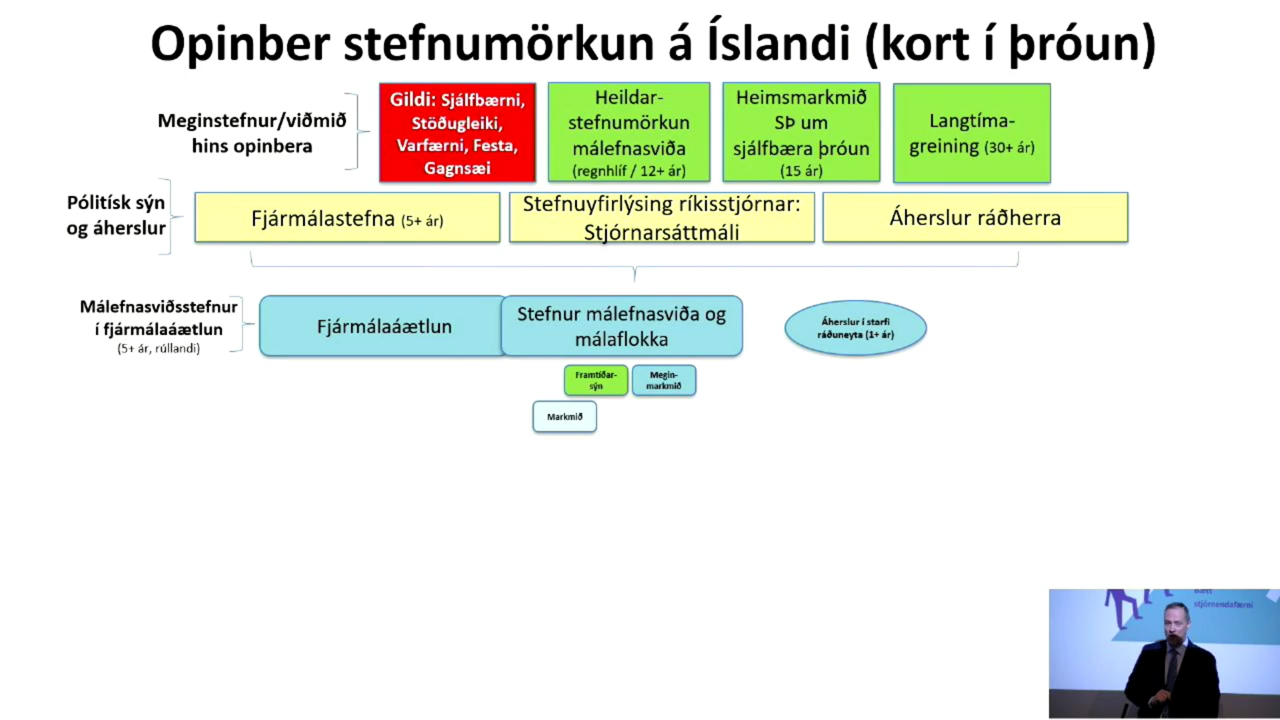 Opinber stefnumörkun á Íslandi (kort í þróun)
Meginstefnur/viðmið
hins opinbera
Gildi: Sjálfbærni,
Stöðugleiki,
Varfærni, Festa,
Gagnsæi
Heildar-
stefnumörkun
málefnasviða
(regnhlíf / 12+ ár)
Heimsmarkmið
SÞ um
sjálfbæra þróun
(15 ár)
Langtíma-
greining (30+ ár)
Pólitísk sýn
og áherslur
Fjármálastefna (5+ ár)
Stefnuyfirlýsing ríkisstjórnar:
Stjórnarsáttmáli
Áherslur ráðherra
Málefnasviðsstefnur
í fjármálaáætlun
(5+ ár, rúllandi)
Fjármálaáætlun
Stefnur málefnasviða og
málaflokka
Áherslur í starfi
ráðuneyta (1+ ár)
Framtíðar-
sýn
Megin-
markmið
Markmið
Bætt
stjórnendafærni